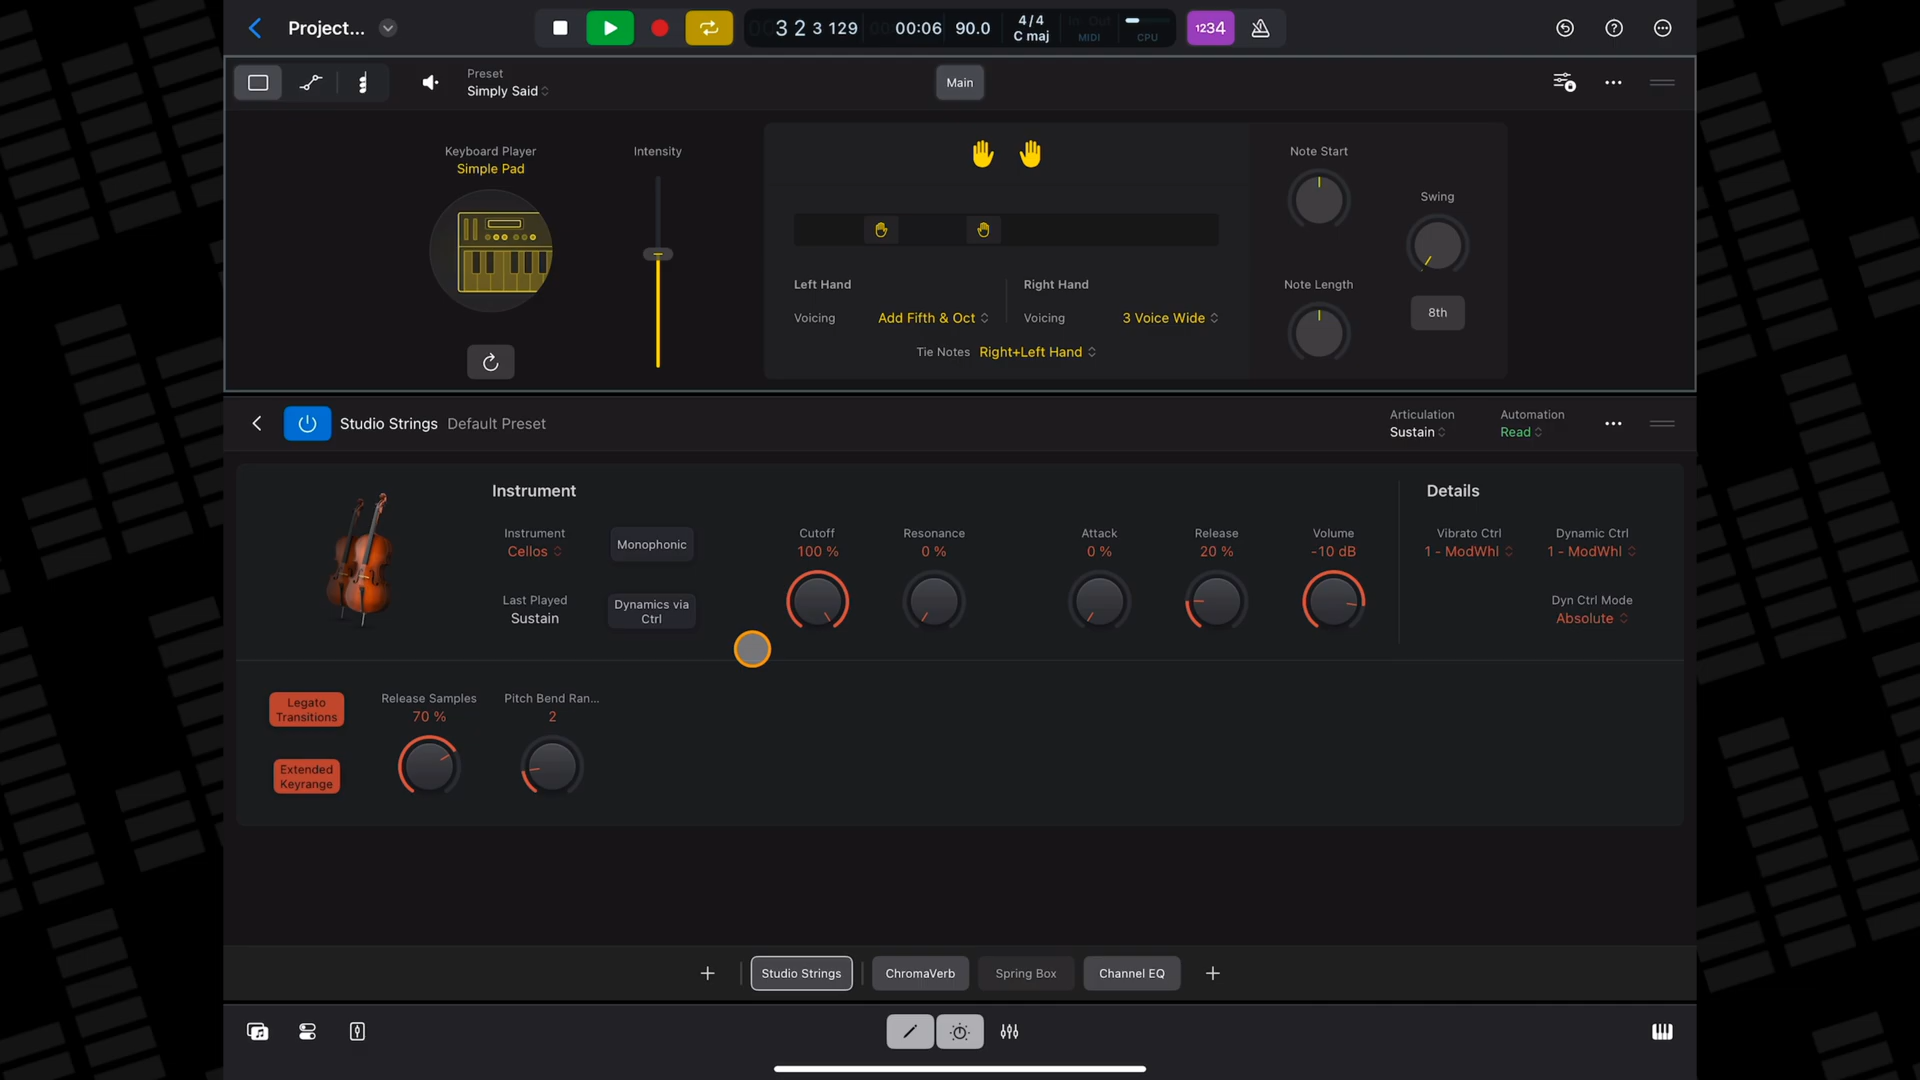 Project...
3 2 3 129
00:06
90.0
4/4
C maj
In Out
MIDI
CPU
1234
Preset
Simply Said
Main
Keyboard Player
Simple Pad
Intensity
Left Hand
Right Hand
Voicing
Add Fifth & Oct
Voicing
3 Voice Wide
Tie Notes
Right+Left Hand
Note Start
Swing
Note Length
8th
Studio Strings
Default Preset
Articulation
Sustain
Automation
Read
Instrument
Details
Instrument
Cellos
Monophonic
Last Played
Sustain
Dynamics via
Ctrl
Cutoff
100 %
Resonance
0 %
Attack
0 %
Release
20 %
Volume
-10 dB
Vibrato Ctrl
1 - ModWhl
Dynamic Ctrl
1 - ModWhl
Dyn Ctrl Mode
Absolute
Legato
Transitions
Release Samples
70 %
Pitch Bend Ran...
2
Extended
Keyrange
Studio Strings
ChromaVerb
Spring Box
Channel EQ